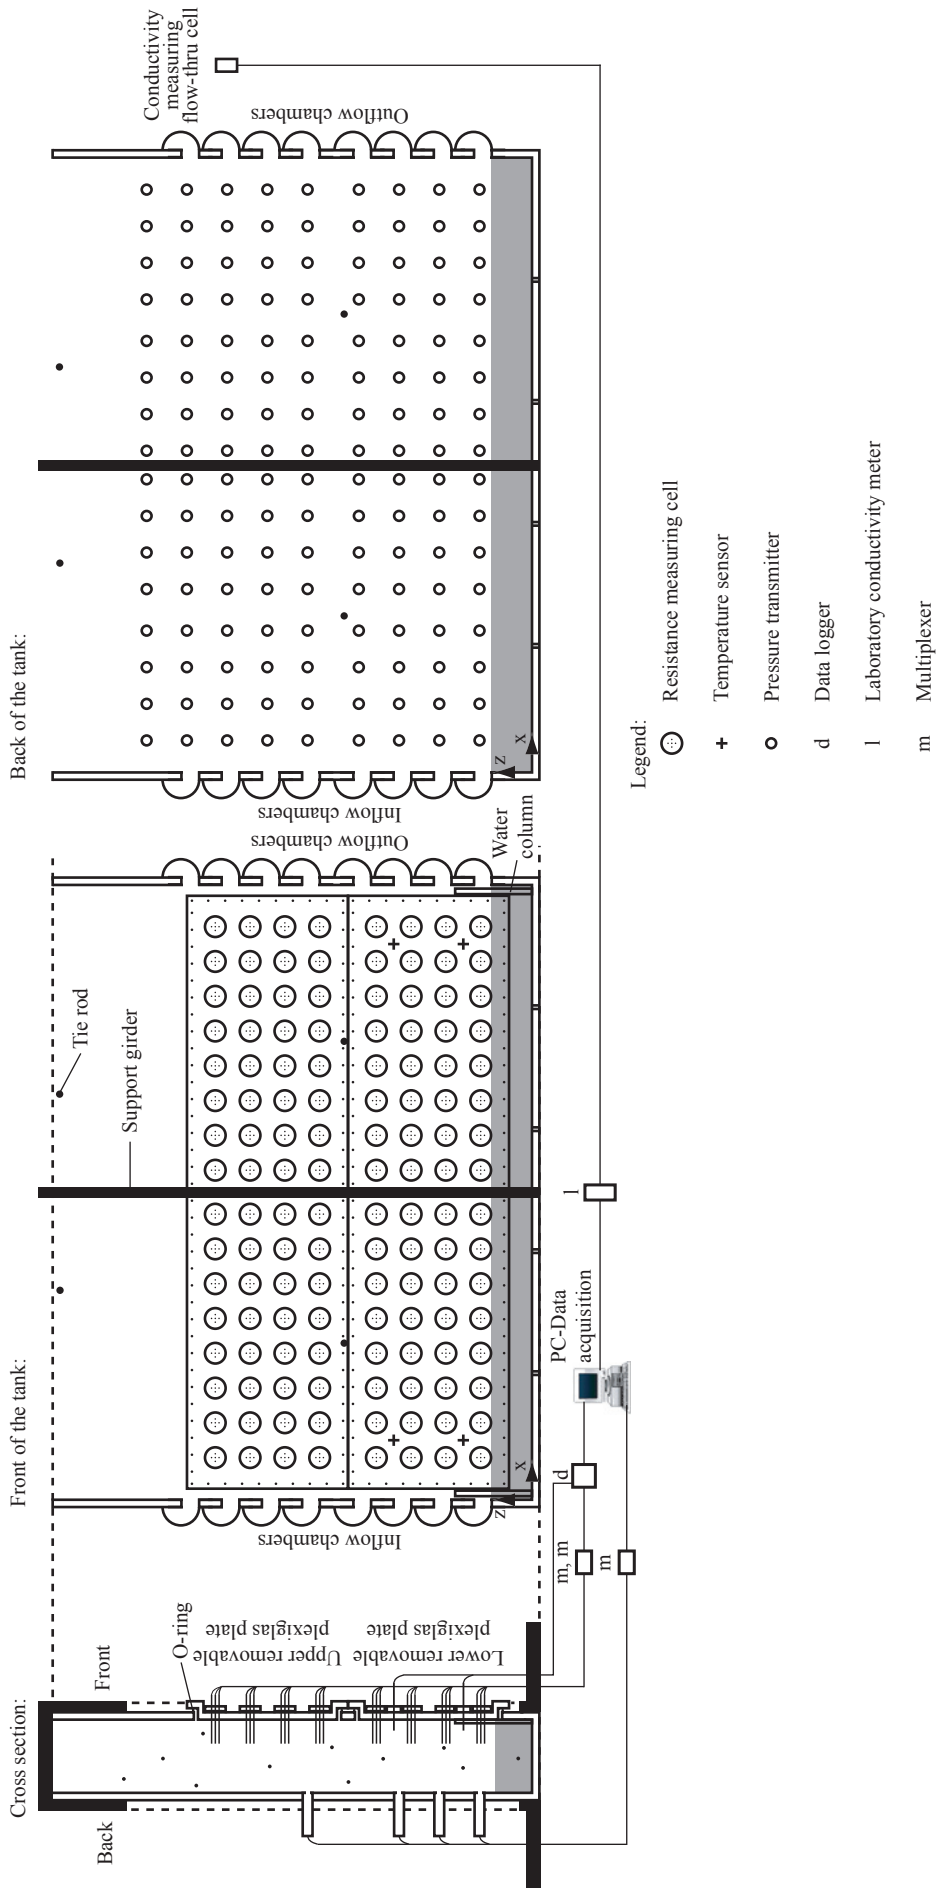 Cross section:
Back
Front
O-ring
Upper removable
plexiglas plate
Lower removable
plexiglas plate
m, m
m
d
PC-Data
acquisition
l
Front of the tank:
Inflow chambers
z
x
Tie rod
Support girder
Water
column
Outflow chambers
Back of the tank:
Inflow chambers
z
x
Outflow chambers
Conductivity
measuring
flow-thru cell
Legend:
Resistance measuring cell
Temperature sensor
Pressure transmitter
d Data logger
l Laboratory conductivity meter
m Multiplexer